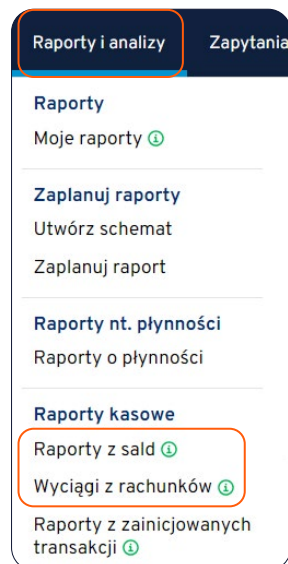 Raporty i analizy Zapytania
Raporty
Moje raporty
Zaplanuj raporty
Utwórz schemat
Zaplanuj raport
Raporty nt. płynności
Raporty o płynności
Raporty kasowe
Raporty z sald
Wyciągi z rachunków
Raporty z zainicjowanych
transakcji